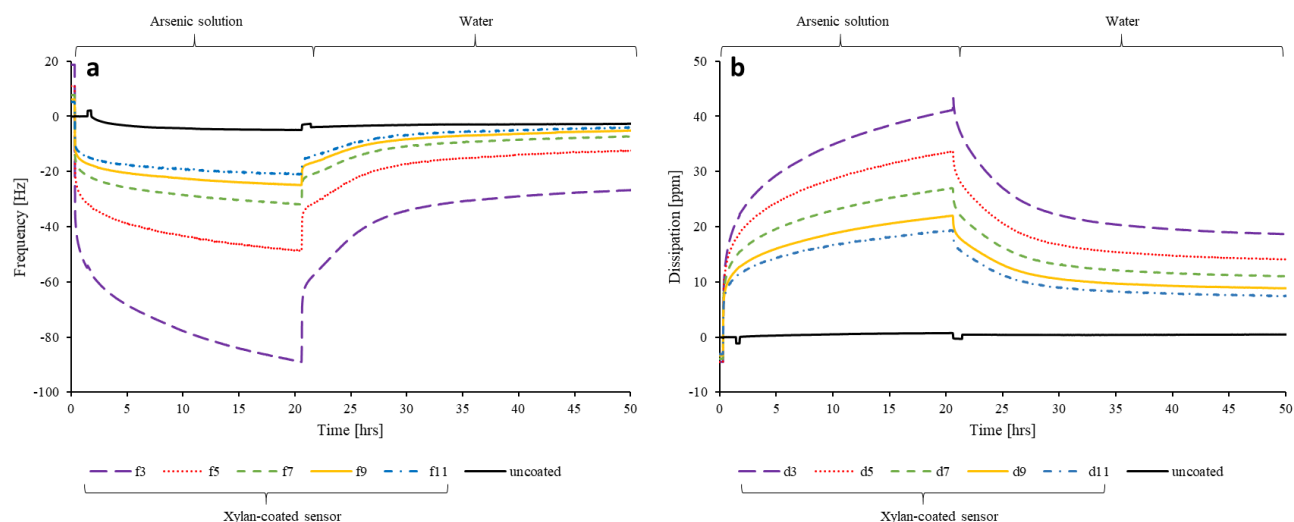 Arsenic solution Water
a
20
0
-20
-40
-60
-80
-100
Frequency [Hz]
0 5 10 15 20 25 30 35 40 45 50
Time [hrs]
f3 f5 f7 f9 f11 uncoated
Xylan-coated sensor
Arsenic solution Water
b
50
40
30
20
10
0
-10
Dissipation [ppm]
0 5 10 15 20 25 30 35 40 45 50
Time [hrs]
d3 d5 d7 d9 d11 uncoated
Xylan-coated sensor